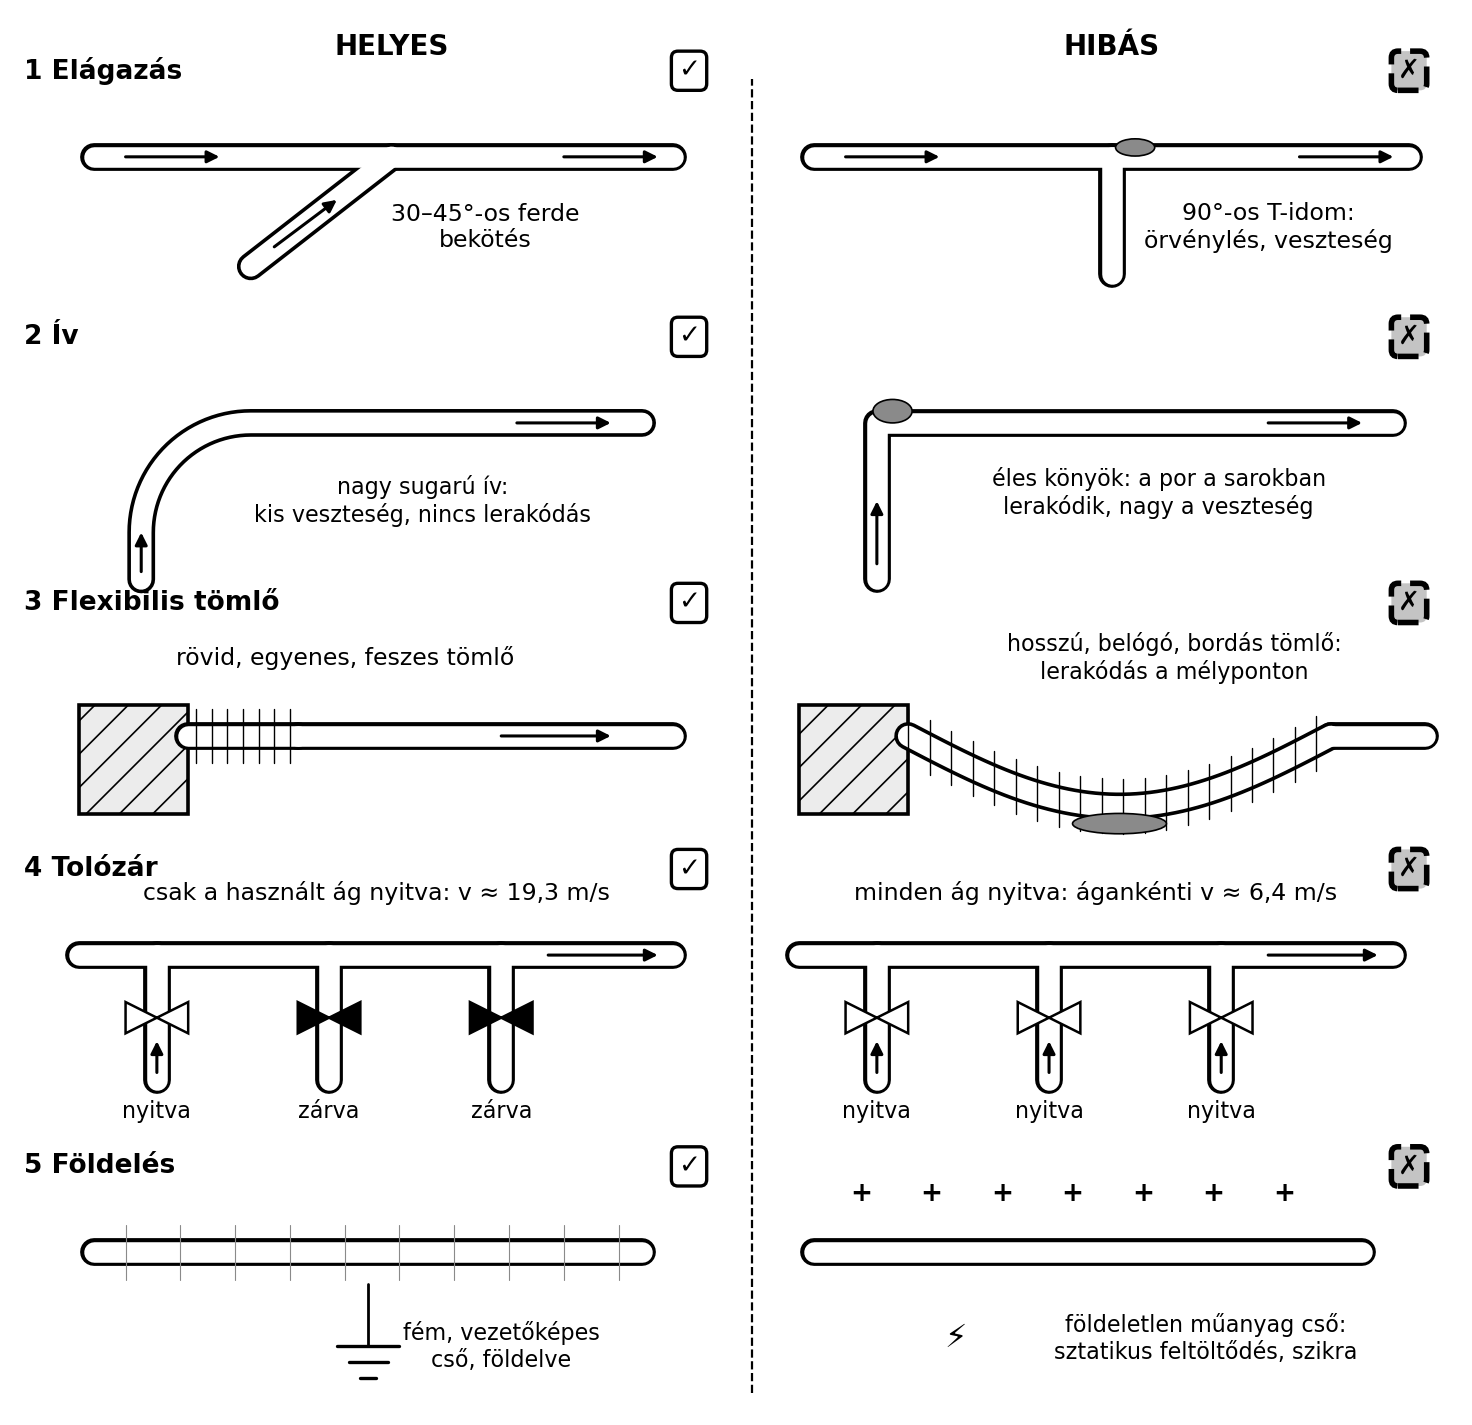 HELYES
HIBÁS
1 Elágazás
✓
✗
30–45°-os ferde
bekötés
90°-os T-idom:
örvénylés, veszteség
2 Ív
✓
✗
nagy sugarú ív:
kis veszteség, nincs lerakódás
éles könyök: a por a sarokban
lerakódik, nagy a veszteség
3 Flexibilis tömlő
✓
✗
rövid, egyenes, feszes tömlő
hosszú, belógó, bordás tömlő:
lerakódás a mélyponton
4 Tolózár
✓
✗
csak a használt ág nyitva: v ≈ 19,3 m/s
minden ág nyitva: ágankénti v ≈ 6,4 m/s
nyitva
zárva
zárva
nyitva
nyitva
nyitva
5 Földelés
✓
✗
+ + + + + + +
fém, vezetőképes
cső, földelve
⚡
földeletlen műanyag cső:
sztatikus feltöltődés, szikra